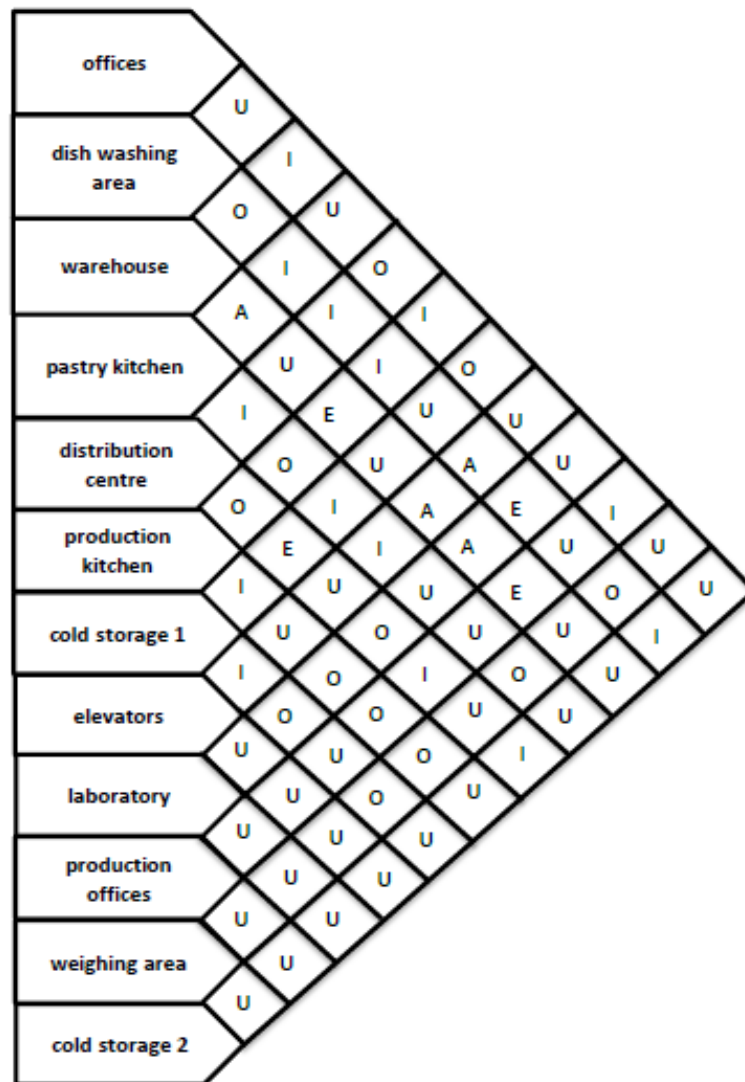 offices
U
dish washing I
area
O U
warehouse I O
A I I
pastry kitchen U I O
I E U U
distribution
O U A U
centre
O I A E I
production
E I A U U
kitchen
I U U E O U
cold storage 1 U O U U I
I O I O U
elevators O O U U
U U O I
laboratory U O U
U U U
production
U U
offices
U U
weighing area U
U
cold storage 2